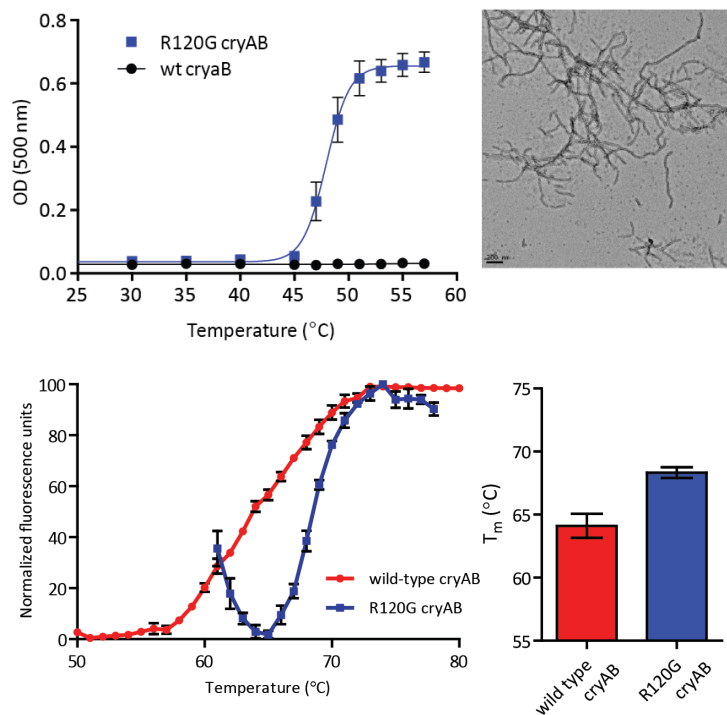 0.8
0.6
0.4
0.2
0.0
OD (500 nm)
R120G cryAB
wt cryaB
25 30 35 40 45 50 55 60
Temperature (°C)
100
80
60
40
20
0
Normalized fluorescence units
wild-type cryAB
R120G cryAB
50 60 70 80
Temperature (°C)
75
70
65
60
55
Tm (°C)
wild type
cryAB
R120G
cryAB